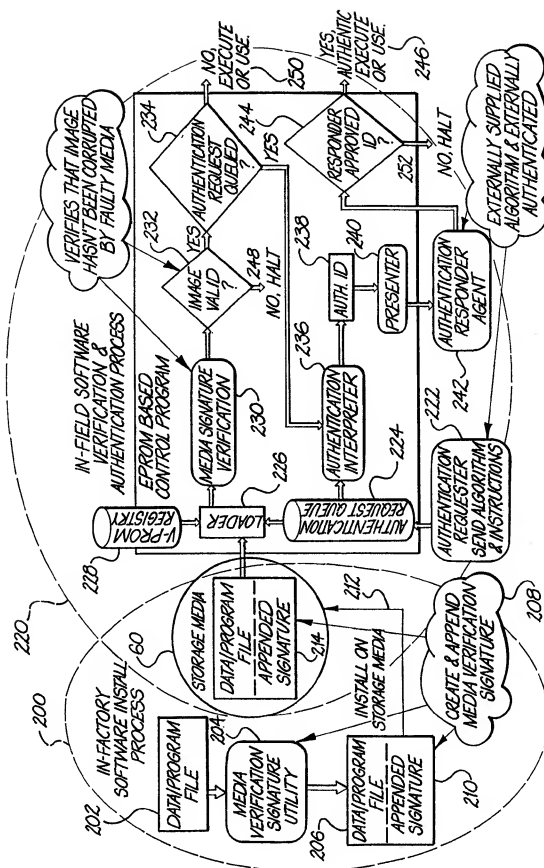 200
IN-FACTORY
SOFTWARE INSTALL
PROCESS
202
DATA/PROGRAM
FILE
204
MEDIA
VERIFICATION
SIGNATURE
UTILITY
206
DATA/PROGRAM
FILE
APPENDED
SIGNATURE
210
CREATE & APPEND
MEDIA VERIFICATION
SIGNATURE
208
INSTALL ON
STORAGE MEDIA
212
60
STORAGE MEDIA
DATA/PROGRAM
FILE
APPENDED
SIGNATURE
214
220
IN-FIELD SOFTWARE
VERIFICATION &
AUTHENTICATION PROCESS
EPROM BASED
CONTROL PROGRAM
228
V-PROM
REGISTRY
LOADER
226
AUTHENTICATION
REQUEST QUEUE
224
222
AUTHENTICATION
REQUESTER
SEND ALGORITHM
& INSTRUCTIONS
VERIFIES THAT IMAGE
HASN'T BEEN CORRUPTED
BY FAULTY MEDIA
MEDIA SIGNATURE
VERIFICATION
230
232
IMAGE
VALID
?
YES
248
NO, HALT
234
AUTHENTICATION
REQUEST
QUEUED
?
YES
NO,
EXECUTE
OR USE.
250
236
AUTHENTICATION
INTERPRETER
238
AUTH. ID
240
PRESENTER
242
AUTHENTICATION
RESPONDER
AGENT
244
RESPONDER
APPROVED
ID
?
YES,
AUTHENTIC
EXECUTE
OR USE.
246
252
NO, HALT
EXTERNALLY SUPPLIED
ALGORITHM & EXTERNALLY
AUTHENTICATED